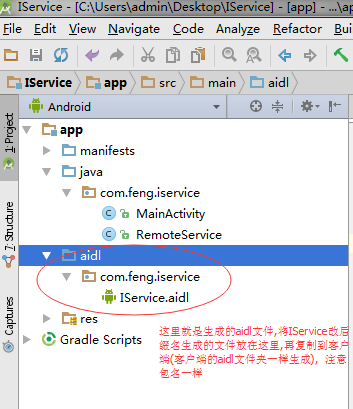 IService - [C:\Users\admin\Desktop\IService] - [app] - ...\ap
File Edit View Navigate Code Analyze Refactor Buil
IService app src main aidl
Android
1: Project
7: Structure
Captures
app
manifests
java
com.feng.iservice
MainActivity
RemoteService
aidl
com.feng.iservice
IService.aidl
res
Gradle Scripts
这里就是生成的aidl文件,将IService改后
缀名生成的文件放在这里,再复制到客户
端(客户端的aidl文件夹一样生成), 注意
包名一样